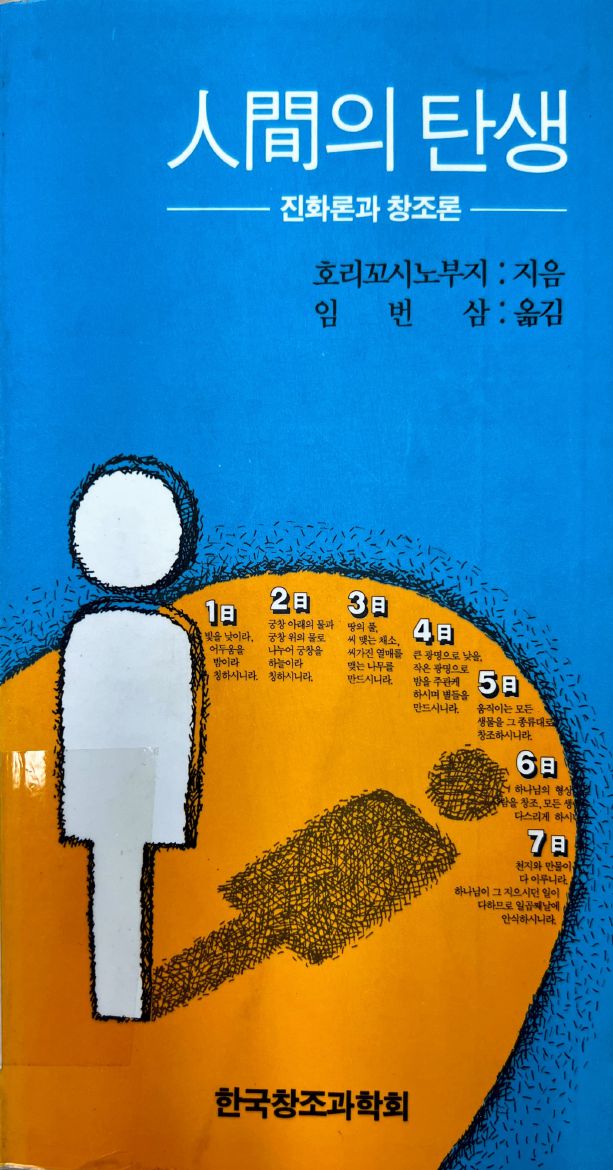 人間의 탄생
진화론과 창조론
호리꼬시노부지 : 지음
임 번 삼 : 옮김
1日
빛을 낮이라,
어두움을
밤이라
칭하시니라.
2日
궁창 아래의 물과
궁창 위의 물로
나누어 궁창을
하늘이라
칭하시니라.
3日
땅의 풀,
씨 맺는 채소,
씨가진 열매를
맺는 나무를
만드시니라.
4日
큰 광명으로 낮을,
작은 광명으로
밤을 주관케
하시며 별들을
만드시니라.
5日
움직이는 모든
생물을 그 종류대로
창조하시니라.
6日
하나님의 형상
창조, 모든
다스리게
7日
천지와 만물이
다 이루니라.
하나님이 그 지으시던 일이
다하므로 일곱째날에
안식하시니라.
한국창조과학회